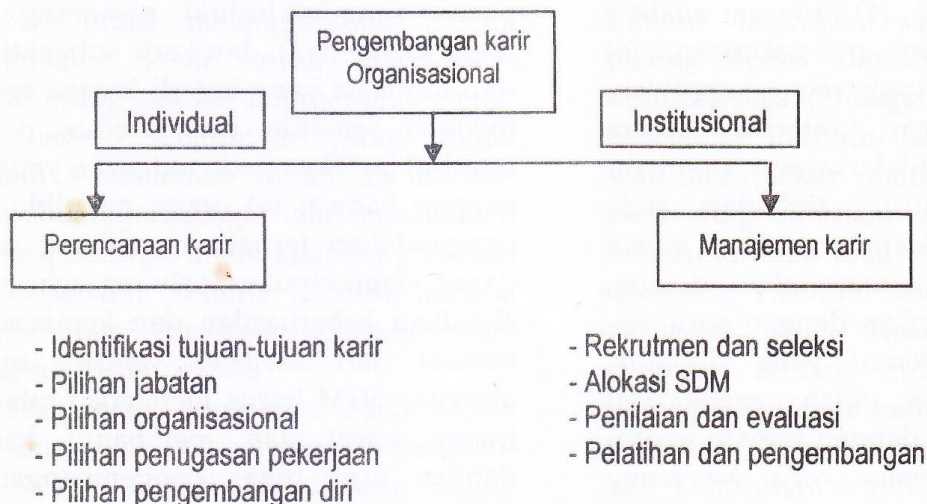 Pengembangan karir
Organisasional
Individual
Institusional
Perencanaan karir
Manajemen karir
- Identifikasi tujuan-tujuan karir
- Pilihan jabatan
- Pilihan organisasional
- Pilihan penugasan pekerjaan
- Pilihan pengembangan diri
- Rekrutmen dan seleksi
- Alokasi SDM
- Penilaian dan evaluasi
- Pelatihan dan pengembangan